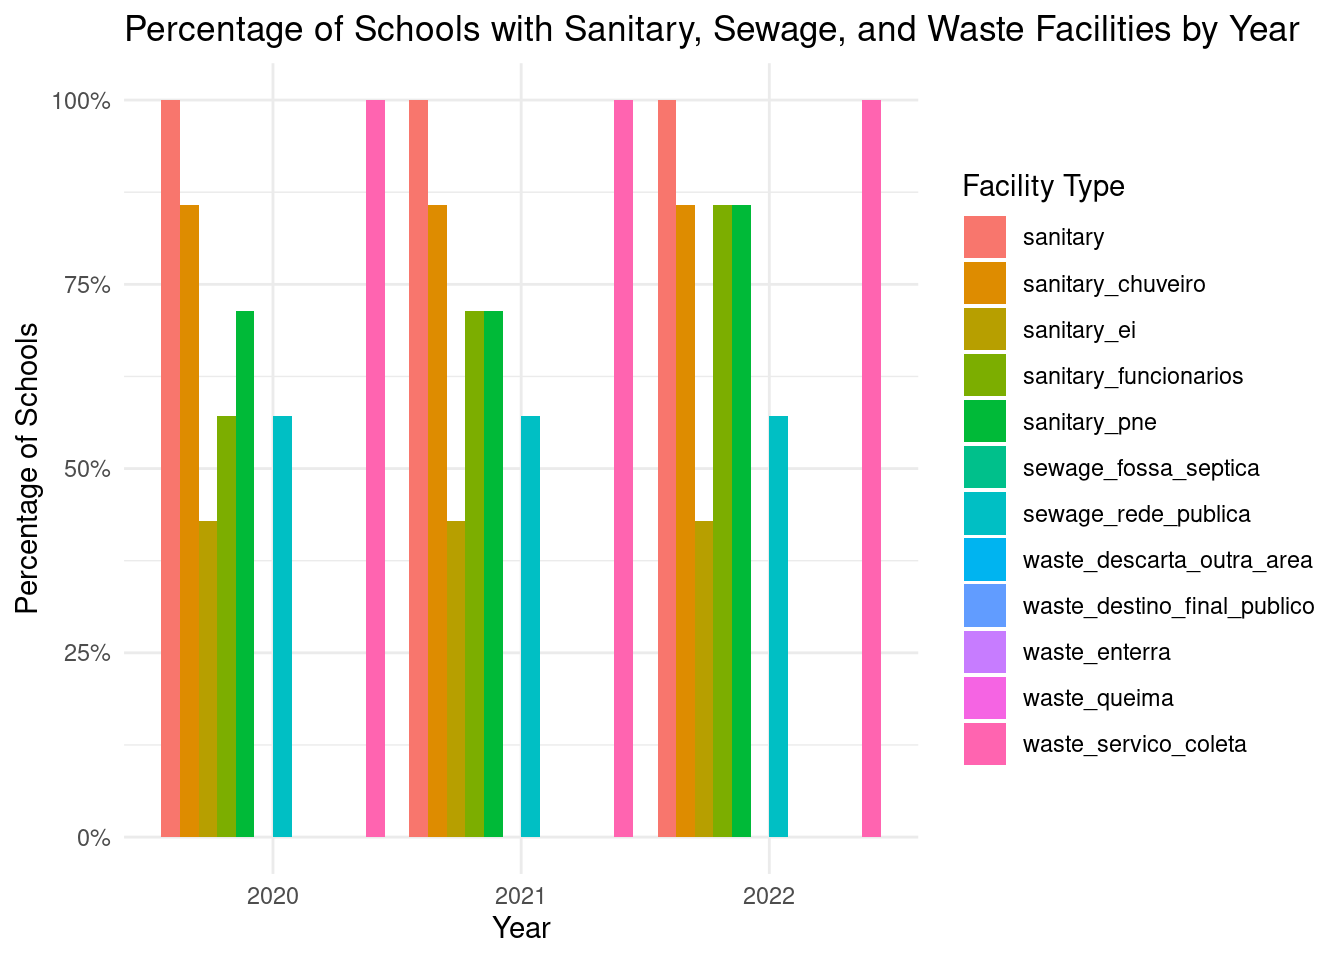 Percentage of Schools with Sanitary, Sewage, and Waste Facilities by Year
Percentage of Schools
100%
75%
50%
25%
0%
2020
2021
2022
Year
Facility Type
sanitary
sanitary_chuveiro
sanitary_ei
sanitary_funcionarios
sanitary_pne
sewage_fossa_septica
sewage_rede_publica
waste_descarta_outra_area
waste_destino_final_publico
waste_enterra
waste_queima
waste_servico_coleta